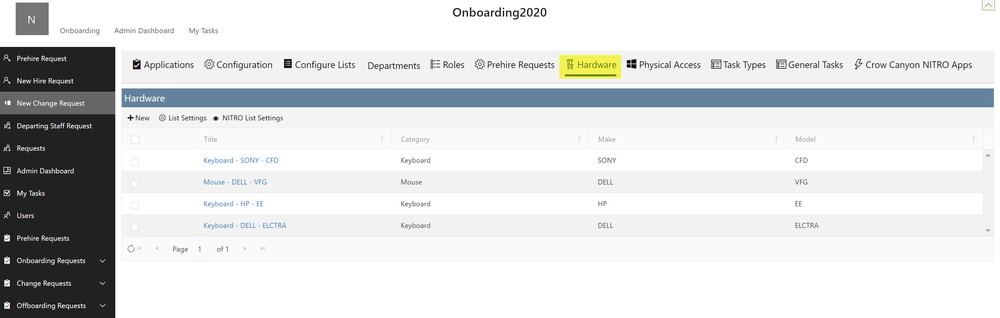 Onboarding2020
N
Onboarding Admin Dashboard My Tasks
Prehire Request
New Hire Request
New Change Request
Departing Staff Request
Requests
Admin Dashboard
My Tasks
Users
Prehire Requests
Onboarding Requests
Change Requests
Offboarding Requests
Applications Configuration Configure Lists Departments Roles Prehire Requests Hardware Physical Access Task Types General Tasks Crow Canyon NITRO Apps
Hardware
New List Settings NITRO List Settings
Title Category Make Model
Keyboard - SONY - CFD Keyboard SONY CFD
Mouse - DELL - VFG Mouse DELL VFG
Keyboard - HP - EE Keyboard HP EE
Keyboard - DELL - ELCTRA Keyboard DELL ELCTRA
Page 1 of 1